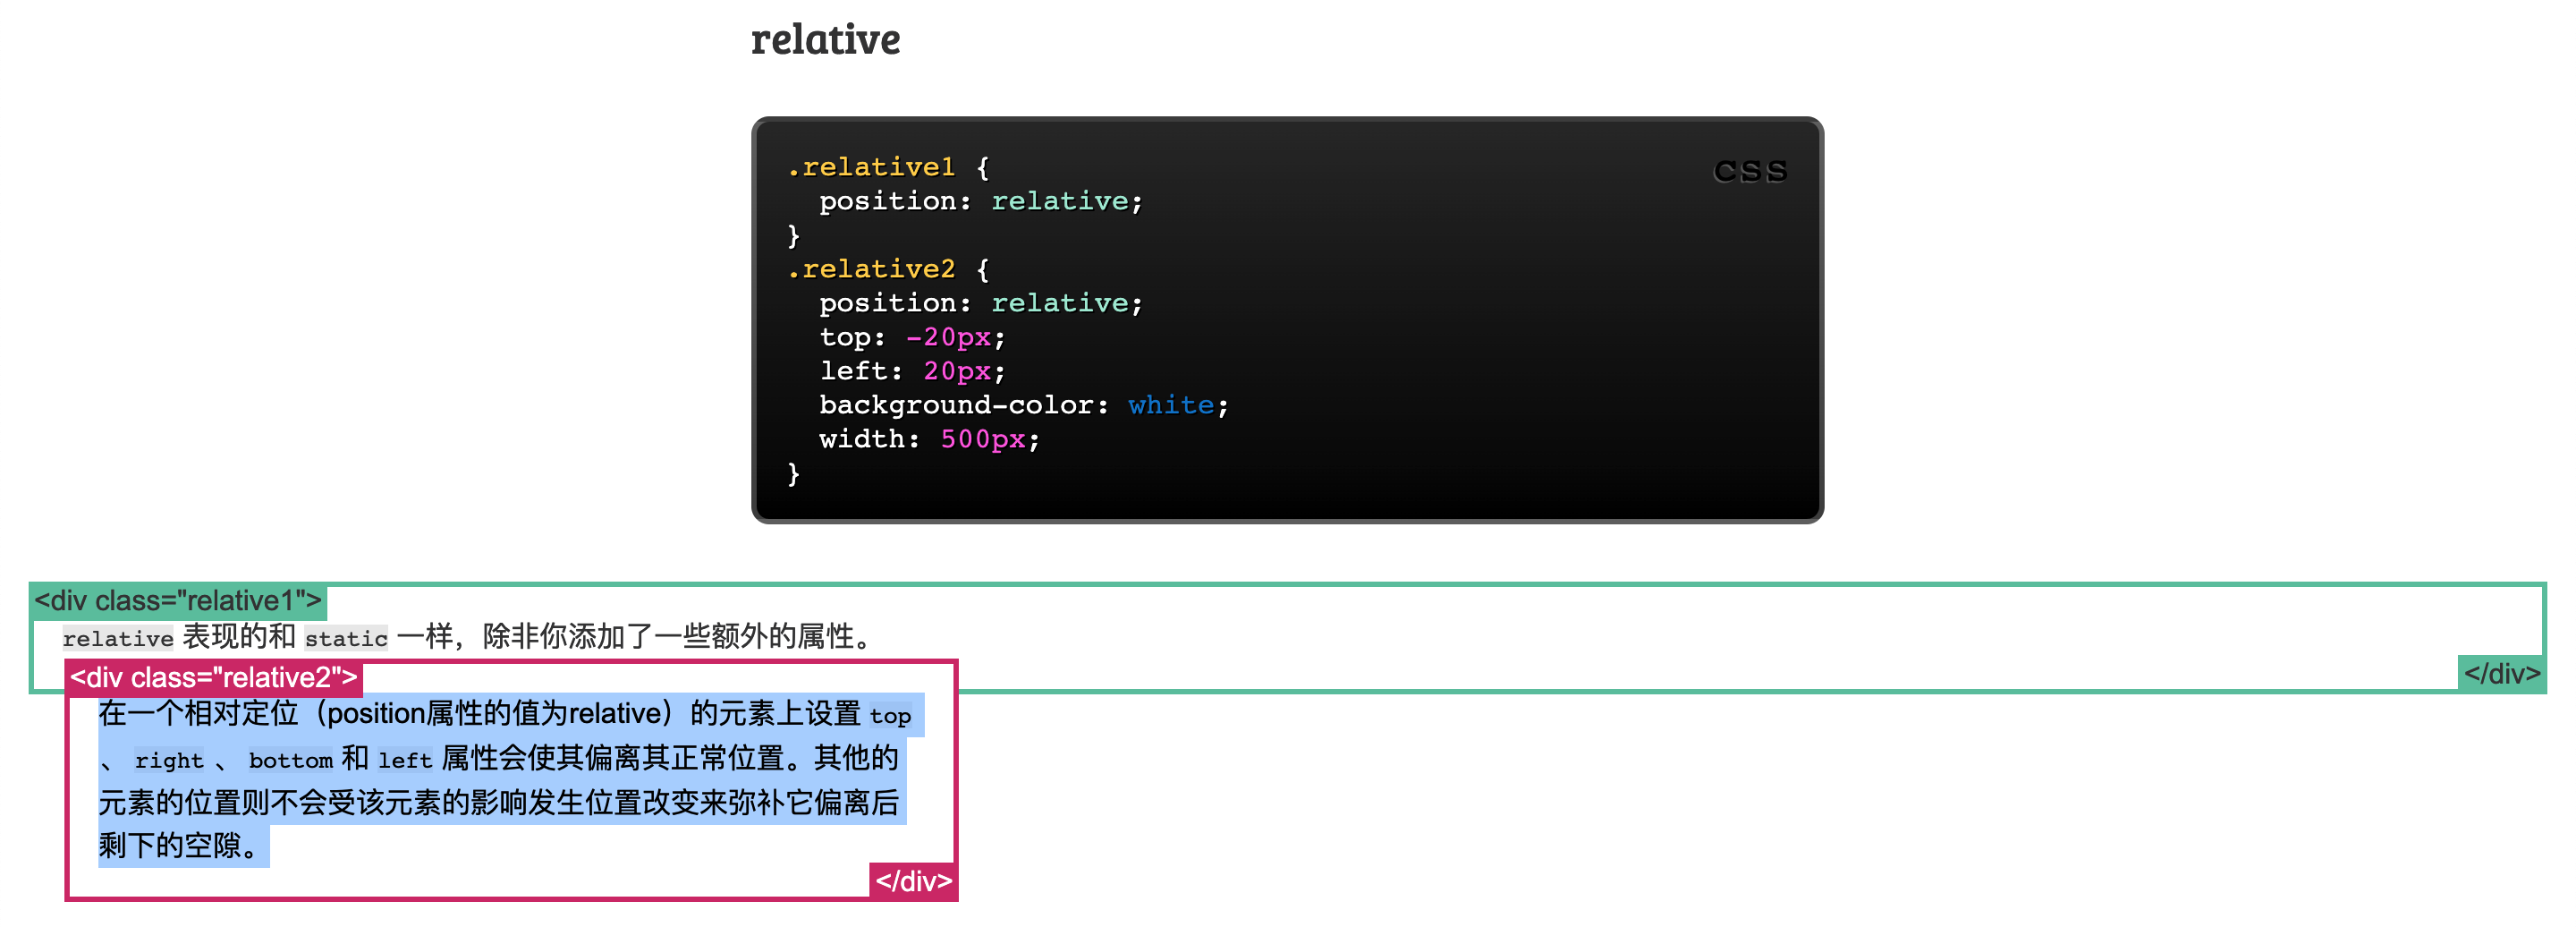 relative
css
.relative1 {
position: relative;
}
.relative2 {
position: relative;
top: -20px;
left: 20px;
background-color: white;
width: 500px;
}
<div class="relative1">
relative 表现的和 static 一样，除非你添加了一些额外的属性。
</div>
<div class="relative2">
在一个相对定位（position属性的值为relative）的元素上设置 top
、 right 、 bottom 和 left 属性会使其偏离其正常位置。其他的
元素的位置则不会受该元素的影响发生位置改变来弥补它偏离后
剩下的空隙。
</div>